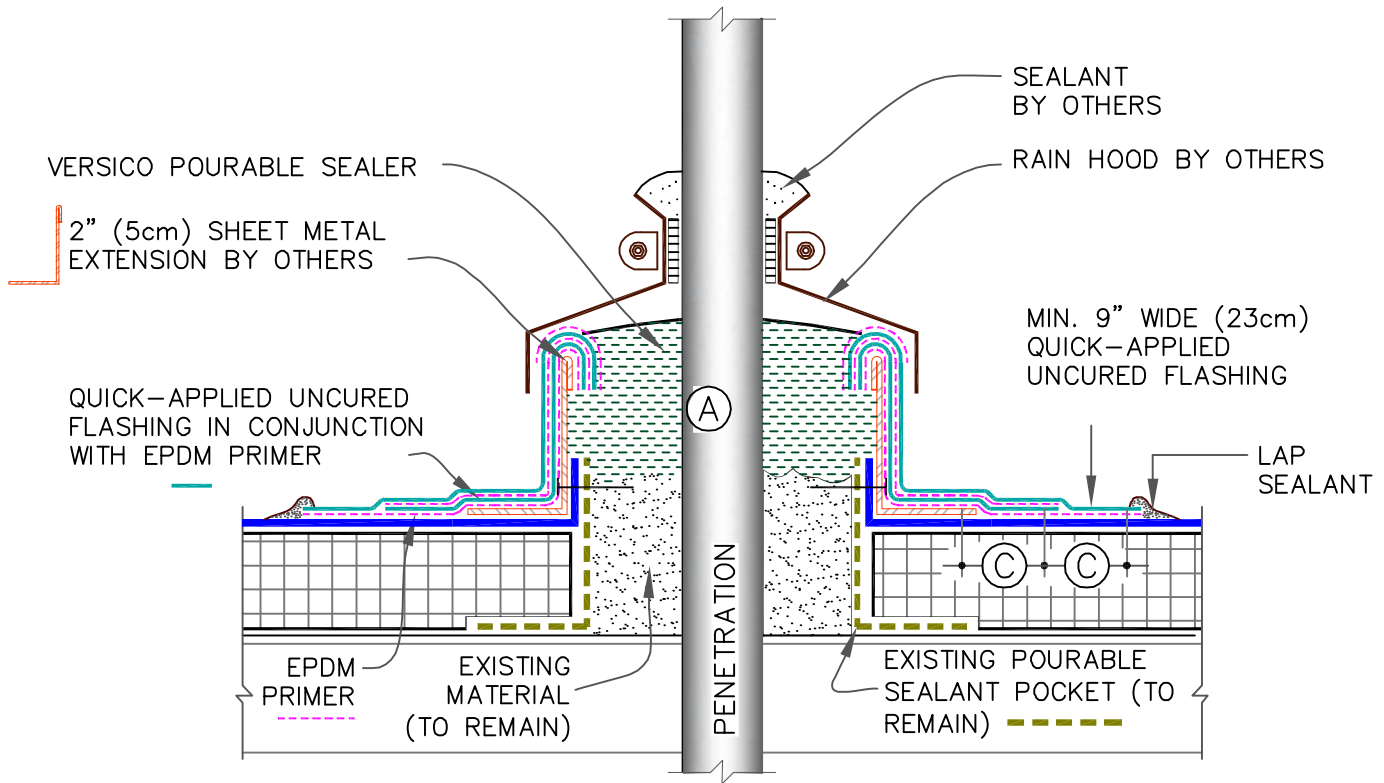 SEALANT
BY OTHERS
RAIN HOOD BY OTHERS
VERSICO POURABLE SEALER
2” (5cm) SHEET METAL
EXTENSION BY OTHERS
MIN. 9” WIDE (23cm)
QUICK–APPLIED
UNCURED FLASHING
QUICK–APPLIED UNCURED
FLASHING IN CONJUNCTION
WITH EPDM PRIMER
A
LAP
SEALANT
C
C
PENETRATION
EPDM
PRIMER
EXISTING
MATERIAL
(TO REMAIN)
EXISTING POURABLE
SEALANT POCKET (TO
REMAIN)